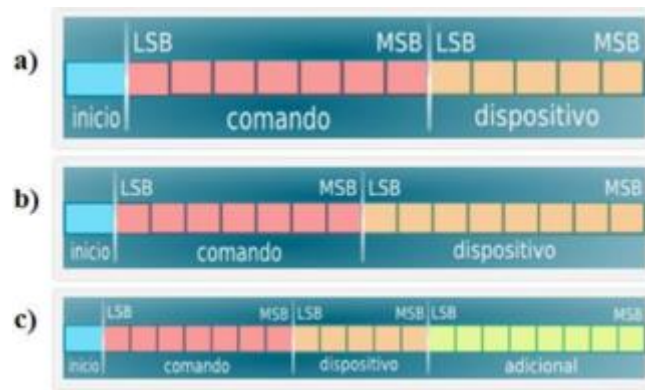 a)
LSB MSB LSB MSB
inicio comando dispositivo
b)
LSB MSB LSB MSB
inicio comando dispositivo
c)
LSB MSB LSB MSB LSB MSB
inicio comando dispositivo adicional